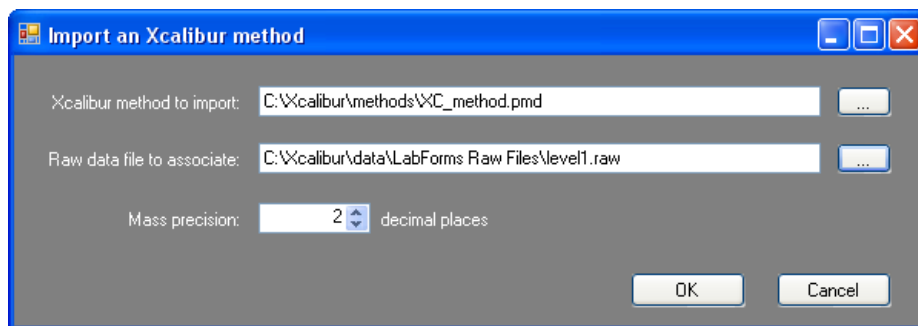 Import an Xcalibur method
Xcalibur method to import: C:\Xcalibur\methods\XC_method.pmd ...
Raw data file to associate: C:\Xcalibur\data\LabForms Raw Files\level1.raw ...
Mass precision: 2 decimal places
OK Cancel